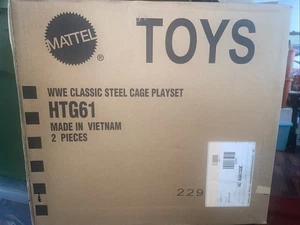 MATTEL
®
TOYS
WWE CLASSIC STEEL CAGE PLAYSET
HTG61
MADE IN VIETNAM
2 PIECES
229